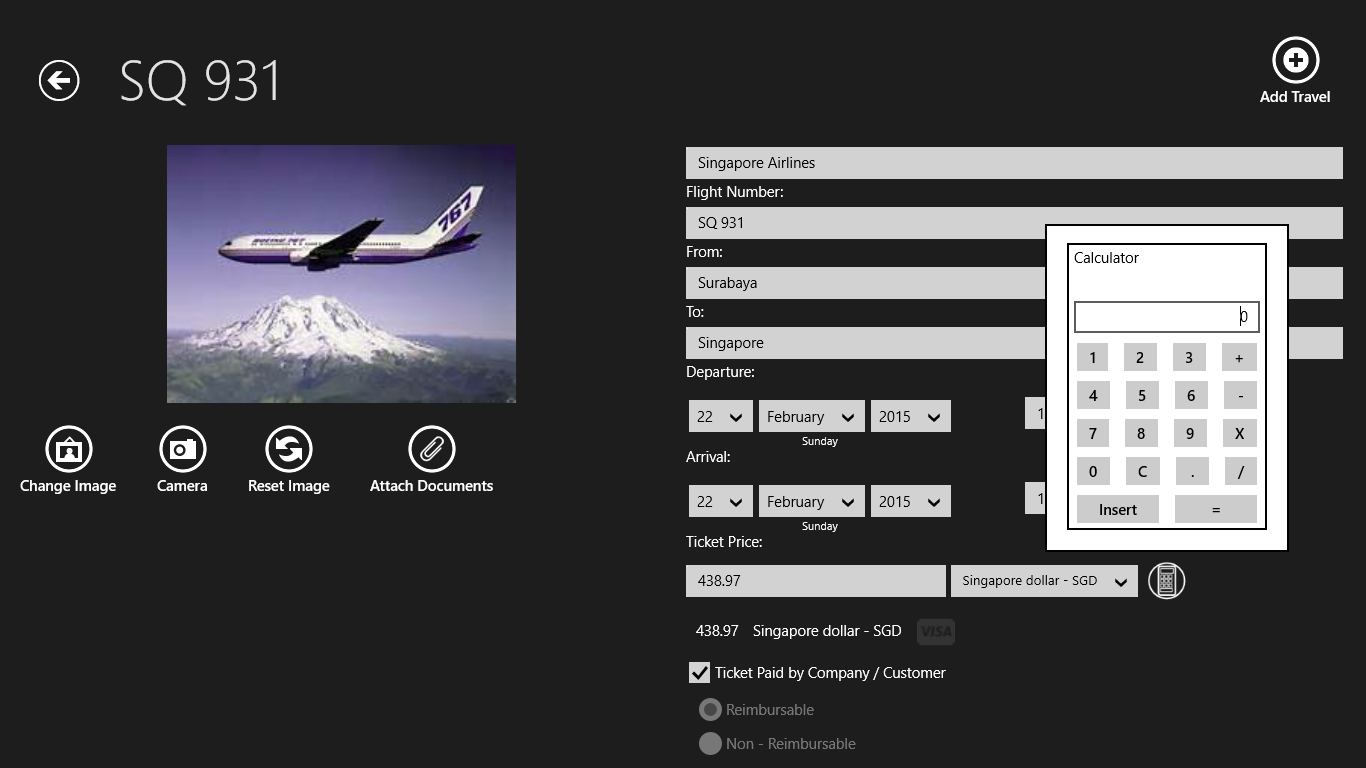 SQ 931
Add Travel
767
Change Image
Camera
Reset Image
Attach Documents
Singapore Airlines
Flight Number:
SQ 931
From:
Surabaya
To:
Singapore
Departure:
22 February 2015 1
Sunday
Arrival:
22 February 2015 1
Sunday
Ticket Price:
438.97 Singapore dollar - SGD
438.97 Singapore dollar - SGD VISA
Ticket Paid by Company / Customer
Reimbursable
Non - Reimbursable
Calculator
0
1 2 3 +
4 5 6 -
7 8 9 X
0 C . /
Insert =